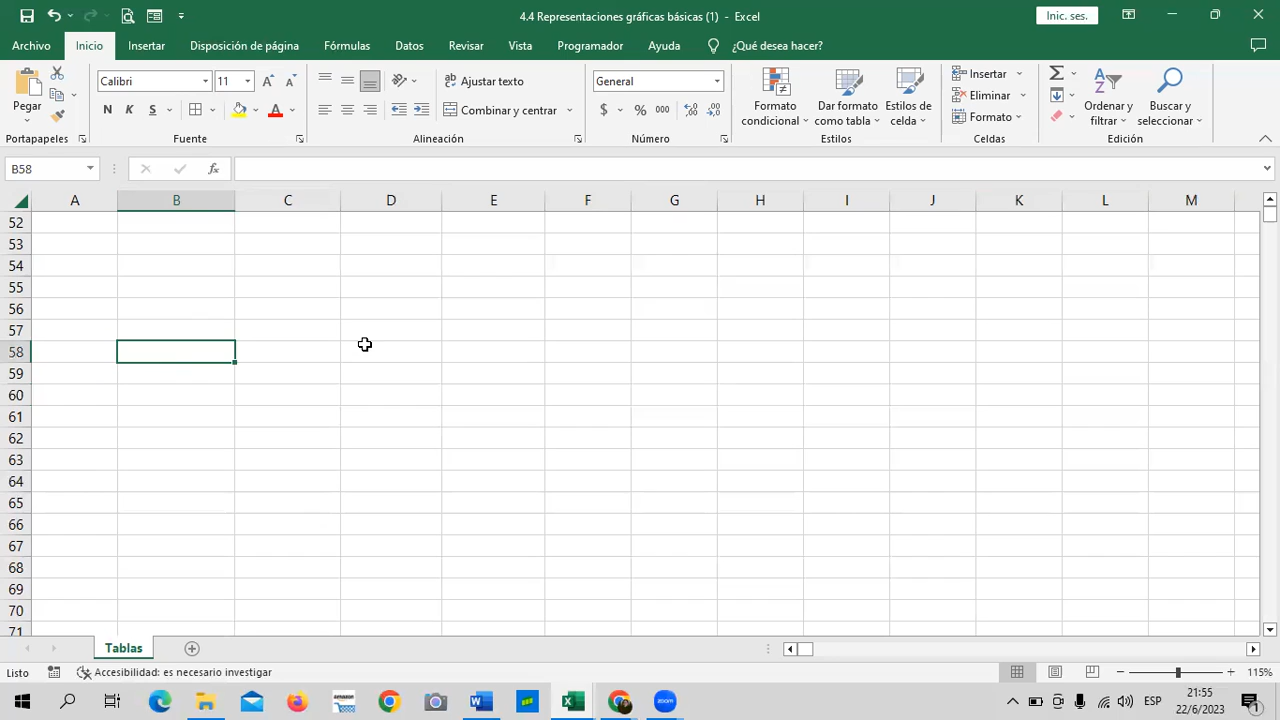 4.4 Representaciones gráficas básicas (1) - Excel
Inic. ses.
Archivo Inicio Insertar Disposición de página Fórmulas Datos Revisar Vista Programador Ayuda ¿Qué desea hacer?
Pegar
Portapapeles
Calibri 11
N K S
Fuente
Ajustar texto
Combinar y centrar
Alineación
General
$ % 000
Número
Formato condicional
Dar formato como tabla
Estilos de celda
Estilos
Insertar
Eliminar
Formato
Celdas
Ordenar y filtrar
Buscar y seleccionar
Edición
B58 fx
A B C D E F G H I J K L M
52
53
54
55
56
57
58
59
60
61
62
63
64
65
66
67
68
69
70
71
Tablas
Listo Accesibilidad: es necesario investigar 115%
ESP 21:55
22/6/2023